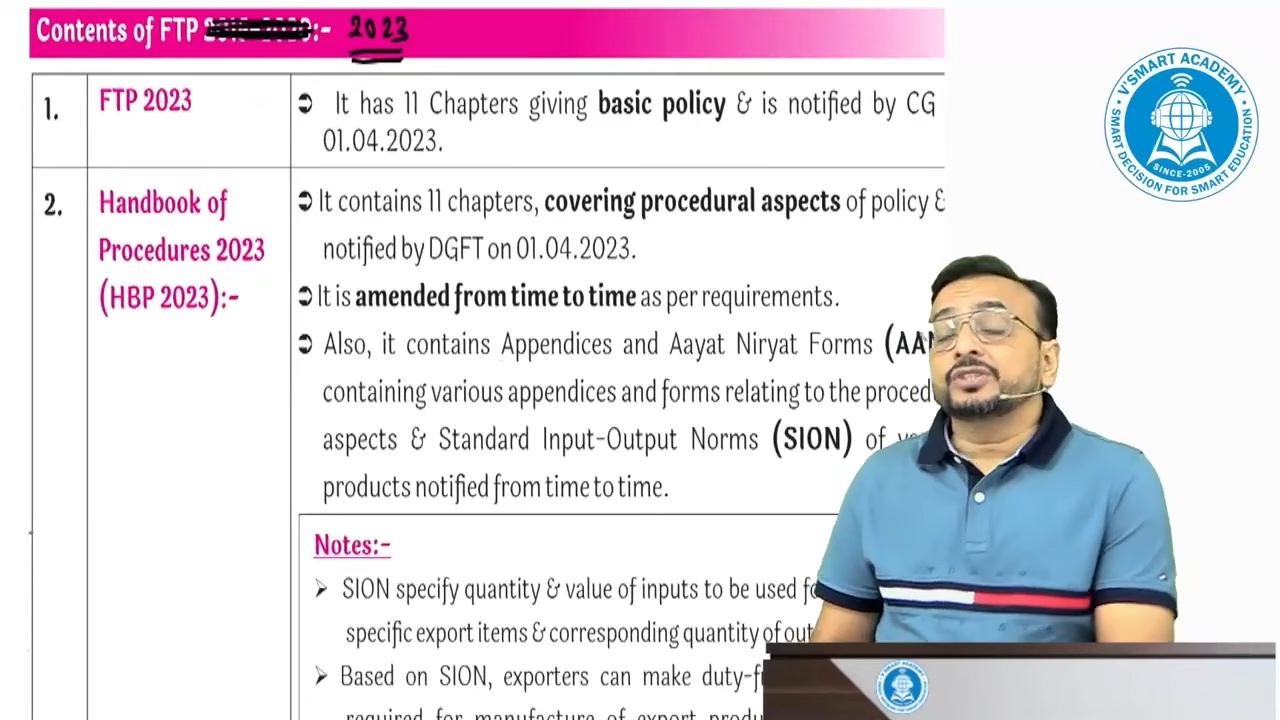 Contents of FTP :- 2023
1.
FTP 2023
➲ It has 11 Chapters giving basic policy & is notified by CG
01.04.2023.
2.
Handbook of
Procedures 2023
(HBP 2023):-
➲ It contains 11 chapters, covering procedural aspects of policy &
notified by DGFT on 01.04.2023.
➲ It is amended from time to time as per requirements.
➲ Also, it contains Appendices and Aayat Niryat Forms
containing various appendices and forms relating to the
aspects & Standard Input-Output Norms (SION) of
products notified from time to time.
Notes:-
➢ SION specify quantity & value of inputs to be used
specific export items & corresponding quantity of
➢ Based on SION, exporters can make
required for manufacture of export
V'SMART ACADEMY
SMART DECISION FOR SMART EDUCATION
SINCE-2005